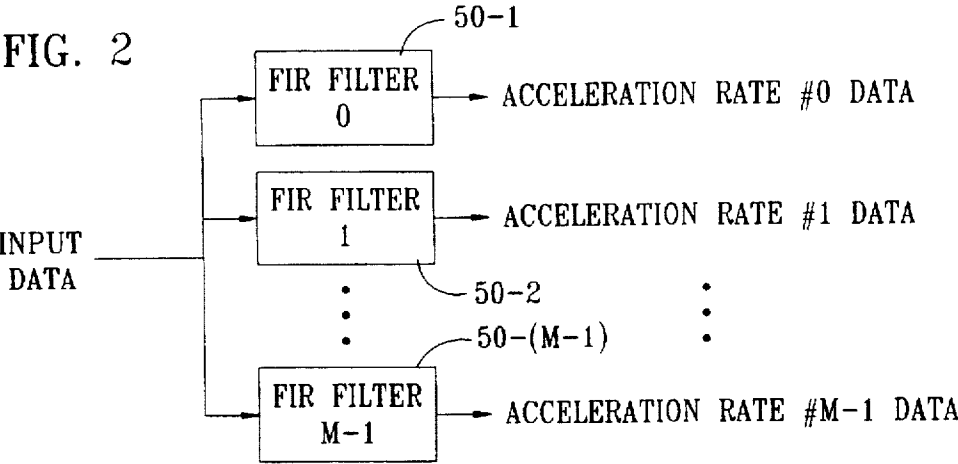 FIG. 2
50-1
FIR FILTER
0
ACCELERATION RATE #0 DATA
FIR FILTER
1
ACCELERATION RATE #1 DATA
INPUT
DATA
50-2
50-(M-1)
FIR FILTER
M-1
ACCELERATION RATE #M-1 DATA